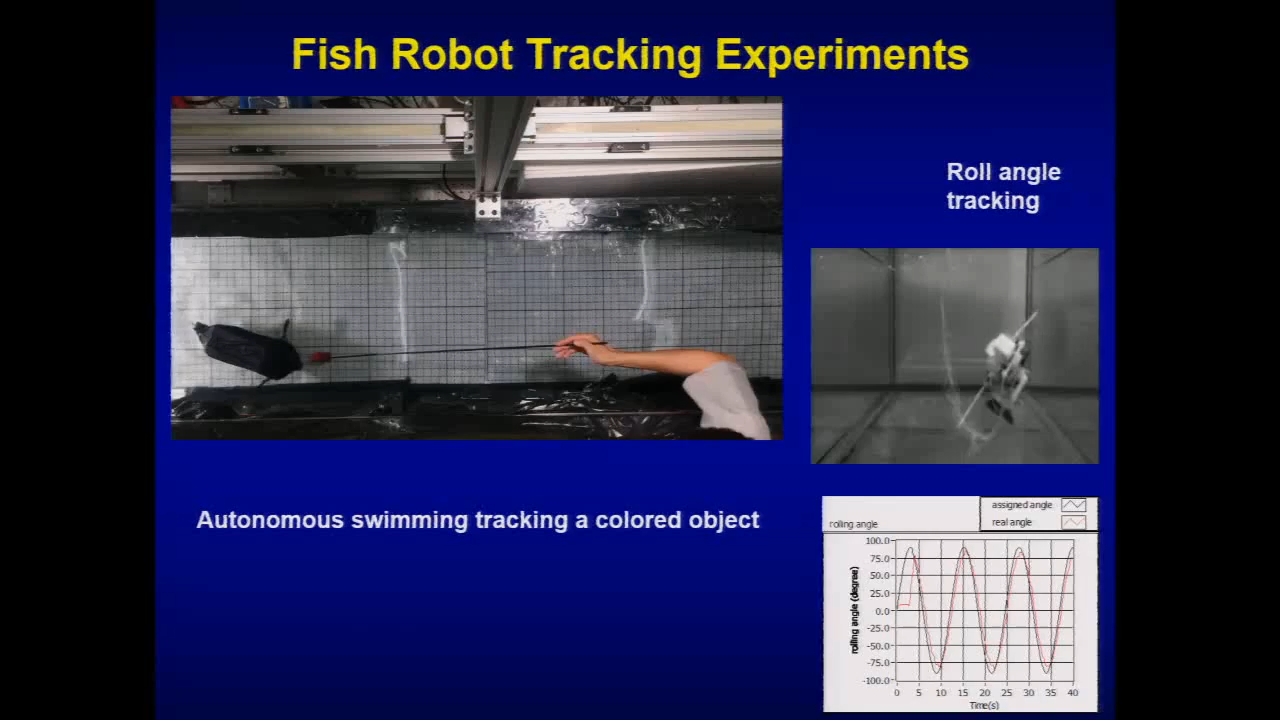 Fish Robot Tracking Experiments
Roll angle
tracking
Autonomous swimming tracking a colored object
assigned angle
rolling angle
real angle
100.0
75.0
50.0
25.0
0.0
-25.0
-50.0
-75.0
-100.0
rolling angle (degree)
0 5 10 15 20 25 30 35 40
Time(s)